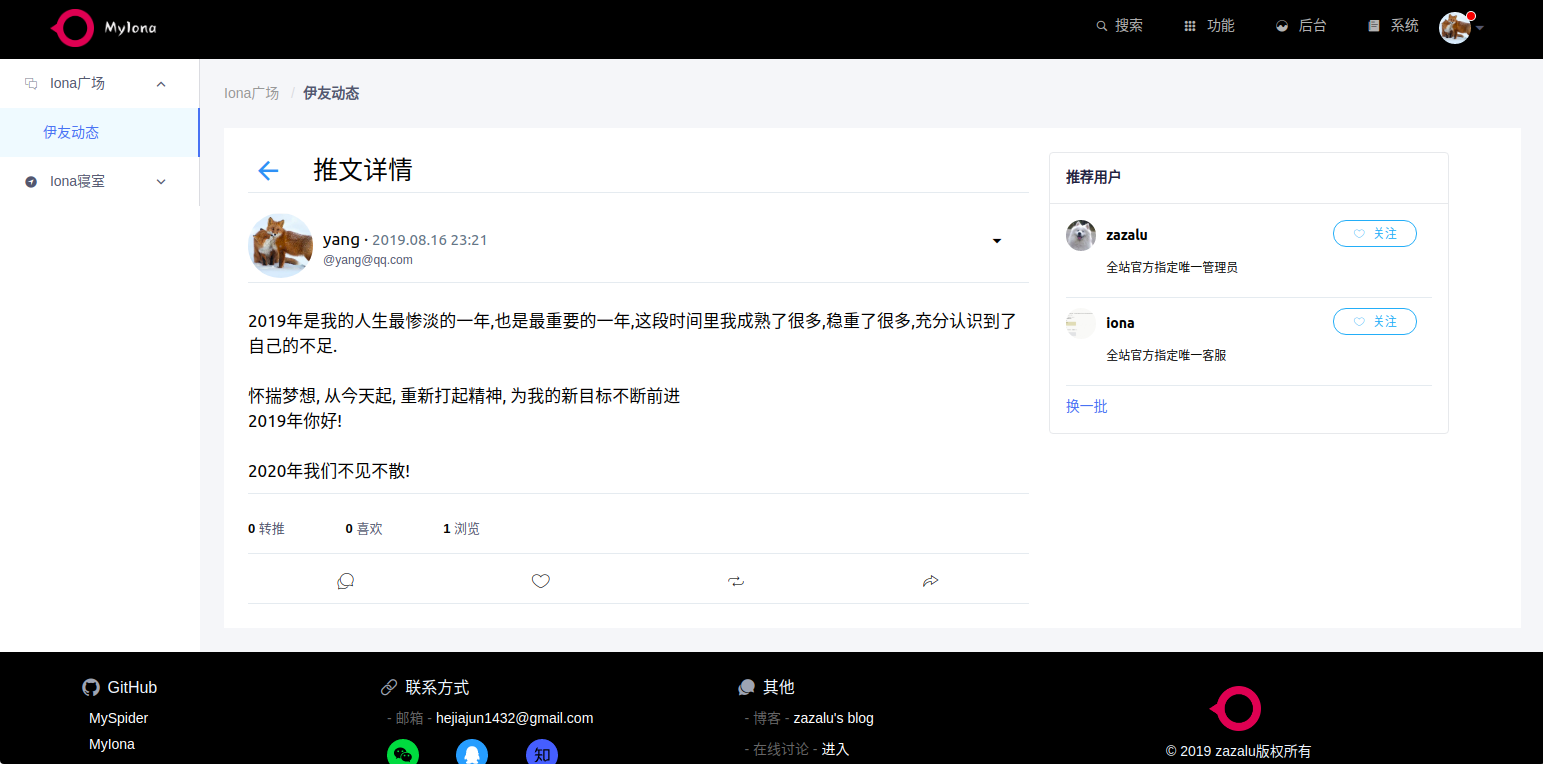 MyIona
搜索
功能
后台
系统
Iona广场
伊友动态
Iona寝室
Iona广场 / 伊友动态
推文详情
yang · 2019.08.16 23:21
@yang@qq.com
2019年是我的人生最惨淡的一年,也是最重要的一年,这段时间里我成熟了很多,稳重了很多,充分认识到了
自己的不足.
怀揣梦想, 从今天起, 重新打起精神, 为我的新目标不断前进
2019年你好!
2020年我们不见不散!
0 转推
0 喜欢
1 浏览
推荐用户
zazalu
关注
全站官方指定唯一管理员
iona
关注
全站官方指定唯一客服
换一批
GitHub
MySpider
MyIona
联系方式
- 邮箱 - hejiajun1432@gmail.com
知
其他
- 博客 - zazalu's blog
- 在线讨论 - 进入
© 2019 zazalu版权所有